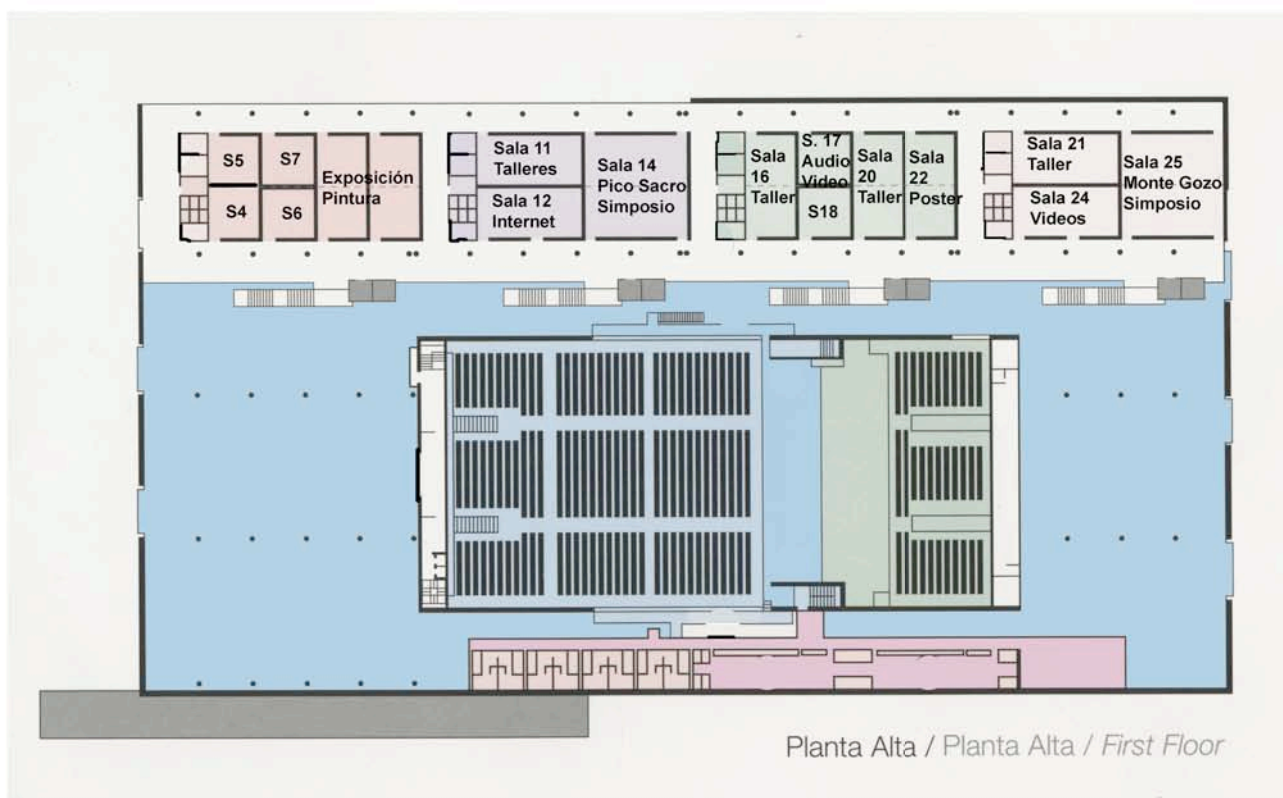 S5
S7
S4
S6
Exposición
Pintura
Sala 11
Talleres
Sala 12
Internet
Sala 14
Pico Sacro
Simposio
Sala
16
Taller
S. 17
Audio
Video
S18
Sala
20
Taller
Sala
22
Poster
Sala 21
Taller
Sala 24
Videos
Sala 25
Monte Gozo
Simposio
Planta Alta / Planta Alta / First Floor